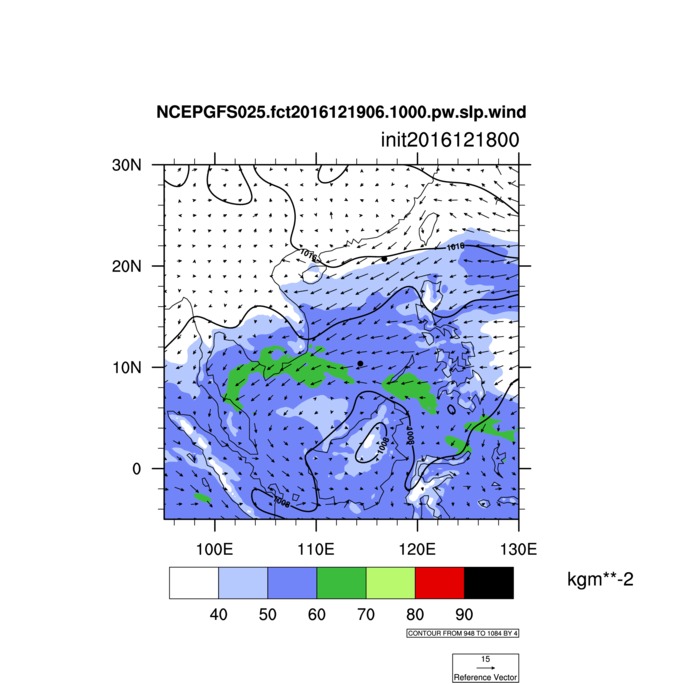 NCEPGFS025.fct2016121906.1000.pw.slp.wind
init2016121800
30N
1016
1016
20N
10N
1008
1008
0
1008
100E 110E 120E 130E
kgm**-2
40 50 60 70 80 90
CONTOUR FROM 948 TO 1084 BY 4
15
Reference Vector